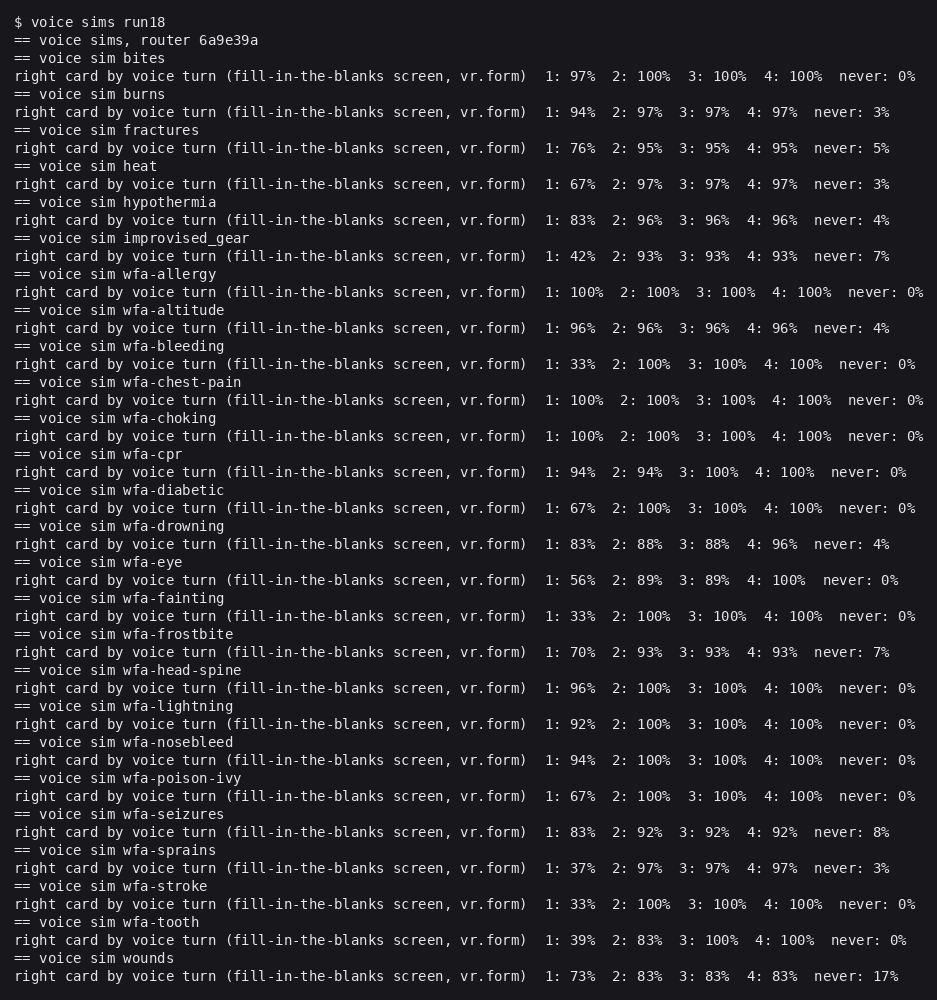 $ voice sims run18
== voice sims, router 6a9e39a
== voice sim bites
right card by voice turn (fill-in-the-blanks screen, vr.form)  1: 97%  2: 100%  3: 100%  4: 100%  never: 0%
== voice sim burns
right card by voice turn (fill-in-the-blanks screen, vr.form)  1: 94%  2: 97%  3: 97%  4: 97%  never: 3%
== voice sim fractures
right card by voice turn (fill-in-the-blanks screen, vr.form)  1: 76%  2: 95%  3: 95%  4: 95%  never: 5%
== voice sim heat
right card by voice turn (fill-in-the-blanks screen, vr.form)  1: 67%  2: 97%  3: 97%  4: 97%  never: 3%
== voice sim hypothermia
right card by voice turn (fill-in-the-blanks screen, vr.form)  1: 83%  2: 96%  3: 96%  4: 96%  never: 4%
== voice sim improvised_gear
right card by voice turn (fill-in-the-blanks screen, vr.form)  1: 42%  2: 93%  3: 93%  4: 93%  never: 7%
== voice sim wfa-allergy
right card by voice turn (fill-in-the-blanks screen, vr.form)  1: 100%  2: 100%  3: 100%  4: 100%  never: 0%
== voice sim wfa-altitude
right card by voice turn (fill-in-the-blanks screen, vr.form)  1: 96%  2: 96%  3: 96%  4: 96%  never: 4%
== voice sim wfa-bleeding
right card by voice turn (fill-in-the-blanks screen, vr.form)  1: 33%  2: 100%  3: 100%  4: 100%  never: 0%
== voice sim wfa-chest-pain
right card by voice turn (fill-in-the-blanks screen, vr.form)  1: 100%  2: 100%  3: 100%  4: 100%  never: 0%
== voice sim wfa-choking
right card by voice turn (fill-in-the-blanks screen, vr.form)  1: 100%  2: 100%  3: 100%  4: 100%  never: 0%
== voice sim wfa-cpr
right card by voice turn (fill-in-the-blanks screen, vr.form)  1: 94%  2: 94%  3: 100%  4: 100%  never: 0%
== voice sim wfa-diabetic
right card by voice turn (fill-in-the-blanks screen, vr.form)  1: 67%  2: 100%  3: 100%  4: 100%  never: 0%
== voice sim wfa-drowning
right card by voice turn (fill-in-the-blanks screen, vr.form)  1: 83%  2: 88%  3: 88%  4: 96%  never: 4%
== voice sim wfa-eye
right card by voice turn (fill-in-the-blanks screen, vr.form)  1: 56%  2: 89%  3: 89%  4: 100%  never: 0%
== voice sim wfa-fainting
right card by voice turn (fill-in-the-blanks screen, vr.form)  1: 33%  2: 100%  3: 100%  4: 100%  never: 0%
== voice sim wfa-frostbite
right card by voice turn (fill-in-the-blanks screen, vr.form)  1: 70%  2: 93%  3: 93%  4: 93%  never: 7%
== voice sim wfa-head-spine
right card by voice turn (fill-in-the-blanks screen, vr.form)  1: 96%  2: 100%  3: 100%  4: 100%  never: 0%
== voice sim wfa-lightning
right card by voice turn (fill-in-the-blanks screen, vr.form)  1: 92%  2: 100%  3: 100%  4: 100%  never: 0%
== voice sim wfa-nosebleed
right card by voice turn (fill-in-the-blanks screen, vr.form)  1: 94%  2: 100%  3: 100%  4: 100%  never: 0%
== voice sim wfa-poison-ivy
right card by voice turn (fill-in-the-blanks screen, vr.form)  1: 67%  2: 100%  3: 100%  4: 100%  never: 0%
== voice sim wfa-seizures
right card by voice turn (fill-in-the-blanks screen, vr.form)  1: 83%  2: 92%  3: 92%  4: 92%  never: 8%
== voice sim wfa-sprains
right card by voice turn (fill-in-the-blanks screen, vr.form)  1: 37%  2: 97%  3: 97%  4: 97%  never: 3%
== voice sim wfa-stroke
right card by voice turn (fill-in-the-blanks screen, vr.form)  1: 33%  2: 100%  3: 100%  4: 100%  never: 0%
== voice sim wfa-tooth
right card by voice turn (fill-in-the-blanks screen, vr.form)  1: 39%  2: 83%  3: 100%  4: 100%  never: 0%
== voice sim wounds
right card by voice turn (fill-in-the-blanks screen, vr.form)  1: 73%  2: 83%  3: 83%  4: 83%  never: 17%